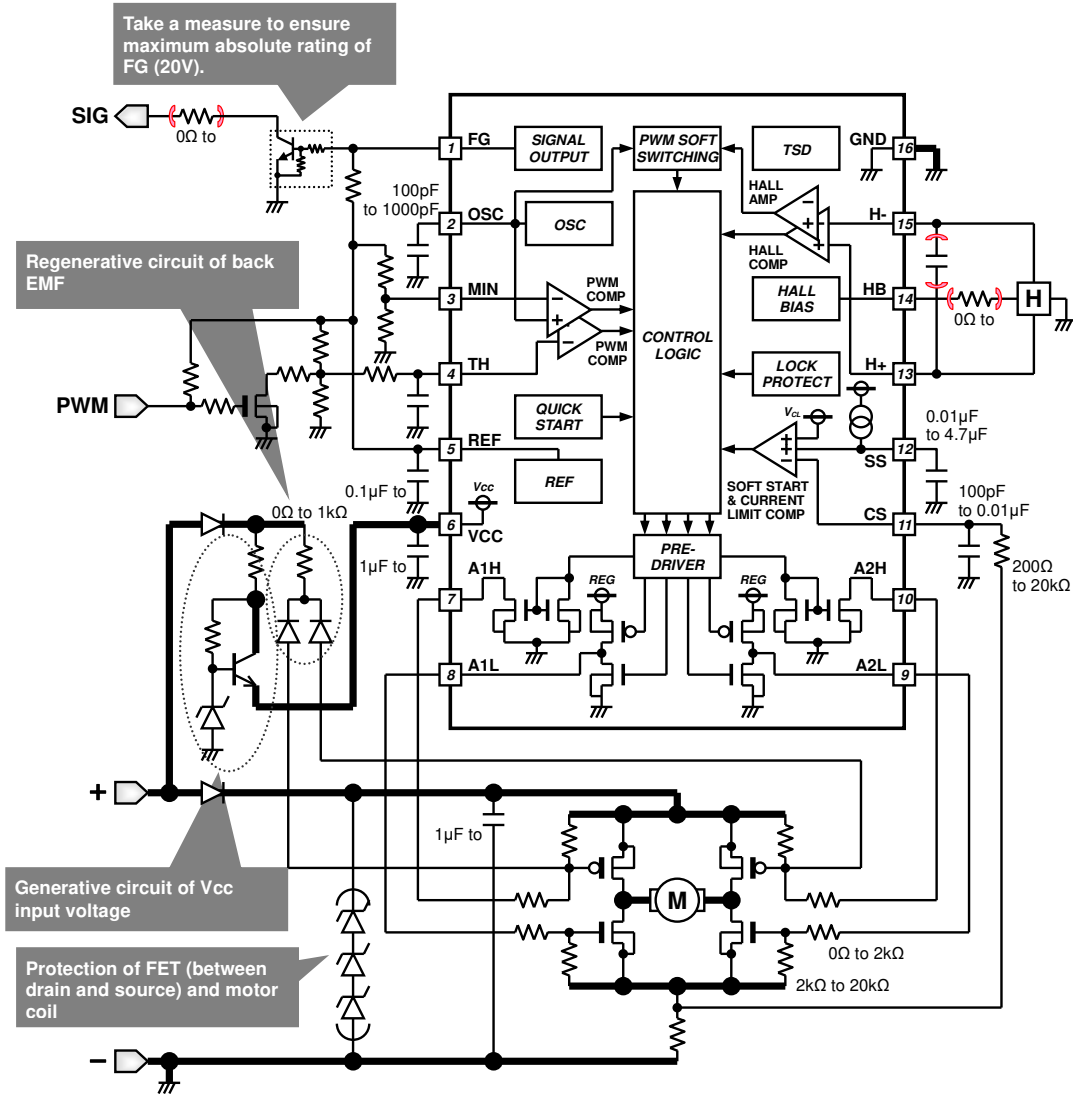 Take a measure to ensure
maximum absolute rating of
FG (20V).
SIG
0Ω to
1
FG
SIGNAL
OUTPUT
PWM SOFT
SWITCHING
TSD
GND
16
100pF
to 1000pF
2
OSC
OSC
HALL
AMP
HALL
COMP
H-
15
Regenerative circuit of back
EMF
3
MIN
PWM
COMP
PWM
COMP
CONTROL
LOGIC
HALL
BIAS
HB
14
0Ω to
H
4
TH
LOCK
PROTECT
H+
13
PWM
QUICK
START
VCL
0.01µF
to 4.7µF
5
REF
REF
SS
12
SOFT START
& CURRENT
LIMIT COMP
0.1µF to
0Ω to 1kΩ
6
VCC
Vcc
1µF to
100pF
to 0.01µF
CS
11
200Ω
to 20kΩ
PRE-
DRIVER
7
A1H
REG
REG
A2H
10
8
A1L
A2L
9
+
1µF to
M
Generative circuit of Vcc
input voltage
Protection of FET (between
drain and source) and motor
coil
0Ω to 2kΩ
2kΩ to 20kΩ
−